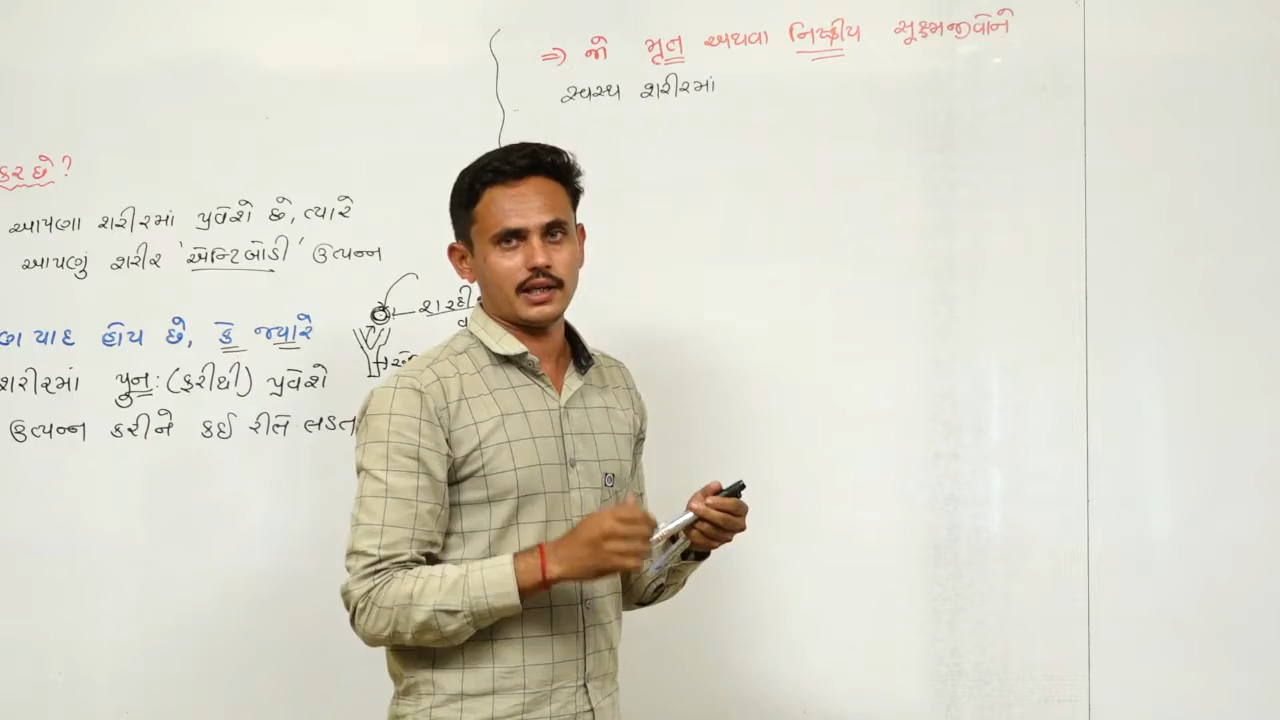 કર છે?
આપણા શરીરમાં પ્રવેશે છે, ત્યારે
આપણું શરીર 'એન્ટિબોડી' ઉત્પન્ન
યાદ હોય છે, કે જ્યારે
શરીરમાં પુનઃ (ફરીથી) પ્રવેશે
ઉત્પન્ન કરીને કઈ રીતે લડત
શરદી
⇒ જો મૃત અથવા નિષ્ક્રીય સૂક્ષ્મજીવોને
સ્વસ્થ શરીરમાં